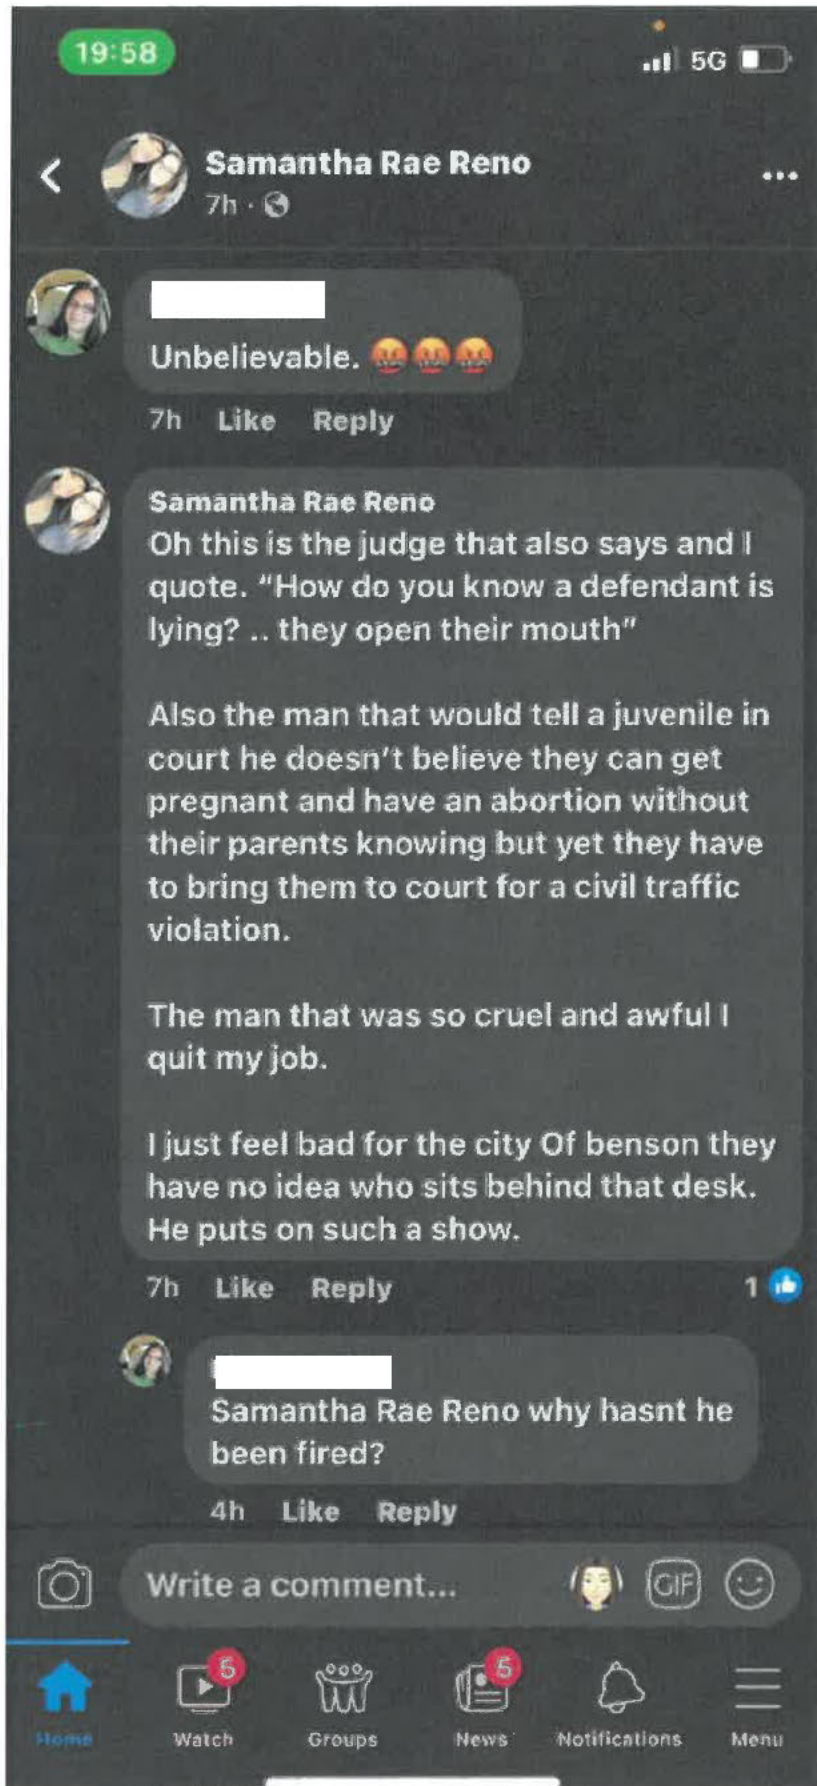 19:58
5G
Samantha Rae Reno
7h ·
Unbelievable. 🤬🤬🤬
7h Like Reply
Samantha Rae Reno
Oh this is the judge that also says and I
quote. “How do you know a defendant is
lying? .. they open their mouth”
Also the man that would tell a juvenile in
court he doesn’t believe they can get
pregnant and have an abortion without
their parents knowing but yet they have
to bring them to court for a civil traffic
violation.
The man that was so cruel and awful I
quit my job.
I just feel bad for the city Of benson they
have no idea who sits behind that desk.
He puts on such a show.
7h Like Reply 1
Samantha Rae Reno why hasnt he
been fired?
4h Like Reply
Write a comment...
GIF
5 5
Home Watch Groups News Notifications Menu